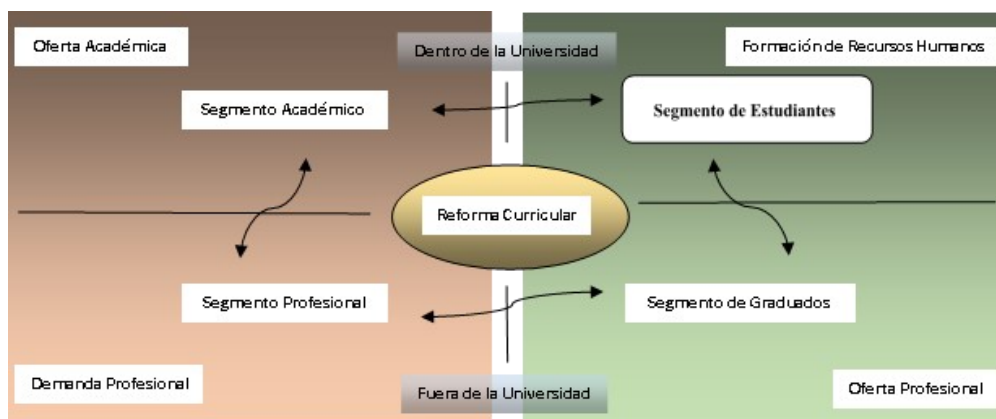 Oferta Académica
Dentro de la Universidad
Formación de Recursos Humanos
Segmento Académico
Segmento de Estudiantes
Reforma Curricular
Segmento Profesional
Segmento de Graduados
Demanda Profesional
Fuera de la Universidad
Oferta Profesional